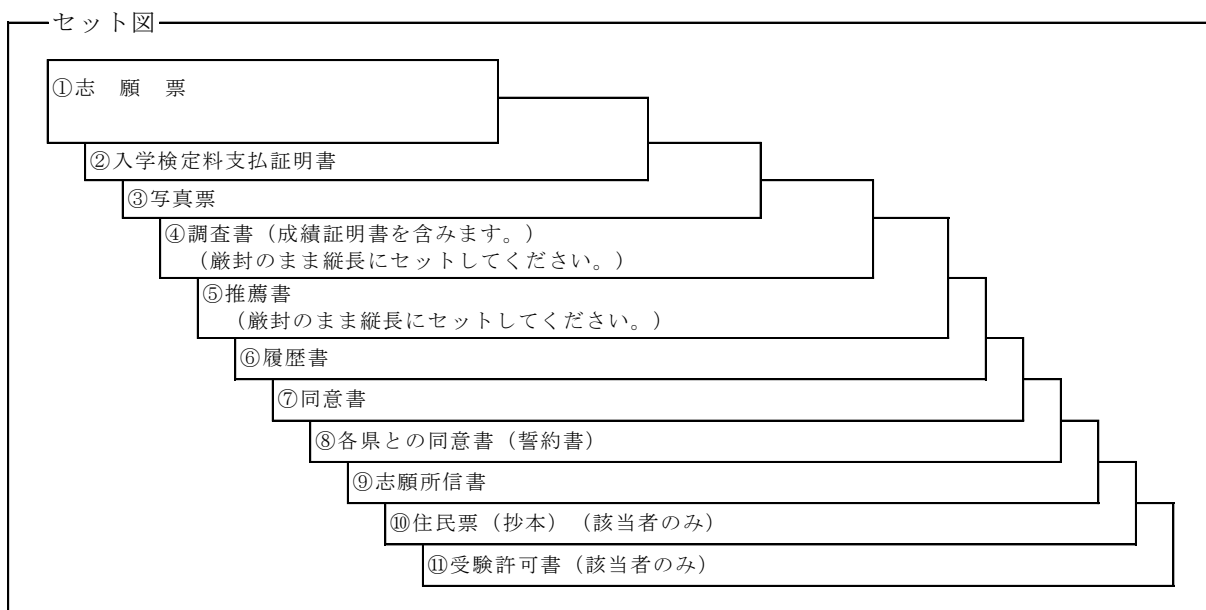 セット図
①志　願　票
②入学検定料支払証明書
③写真票
④調査書（成績証明書を含みます。）
（厳封のまま縦長にセットしてください。）
⑤推薦書
（厳封のまま縦長にセットしてください。）
⑥履歴書
⑦同意書
⑧各県との同意書（誓約書）
⑨志願所信書
⑩住民票（抄本）（該当者のみ）
⑪受験許可書（該当者のみ）